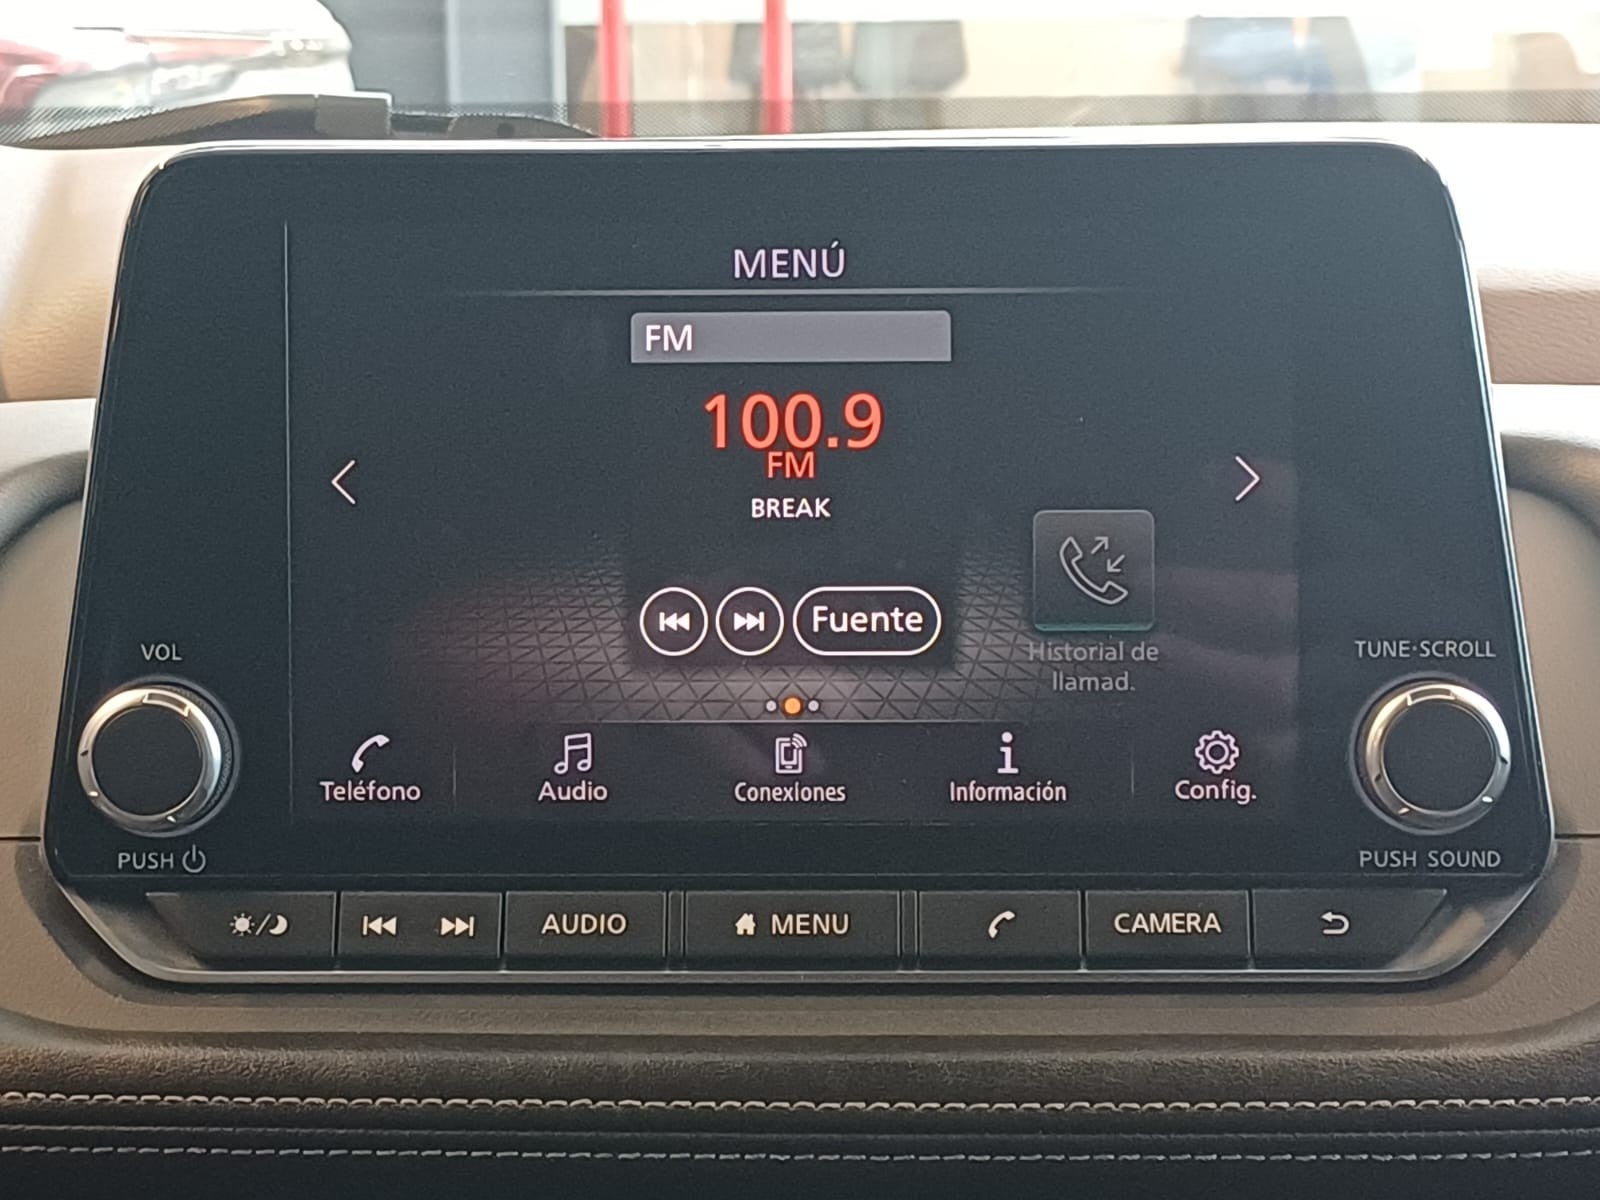 MENÚ
FM
100.9
FM
BREAK
Fuente
Historial de
llamad.
VOL
TUNE·SCROLL
Teléfono
Audio
Conexiones
Información
Config.
PUSH
PUSH SOUND
AUDIO
MENU
CAMERA